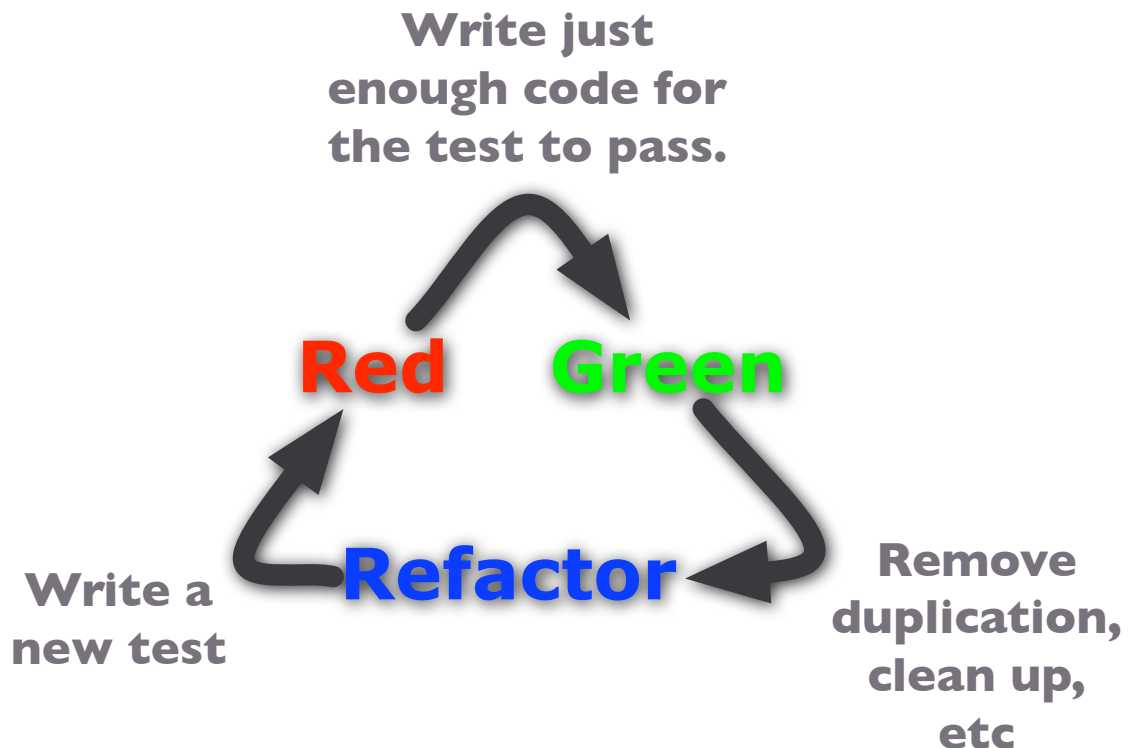 Write just
enough code for
the test to pass.
Red
Green
Refactor
Write a
new test
Remove
duplication,
clean up,
etc